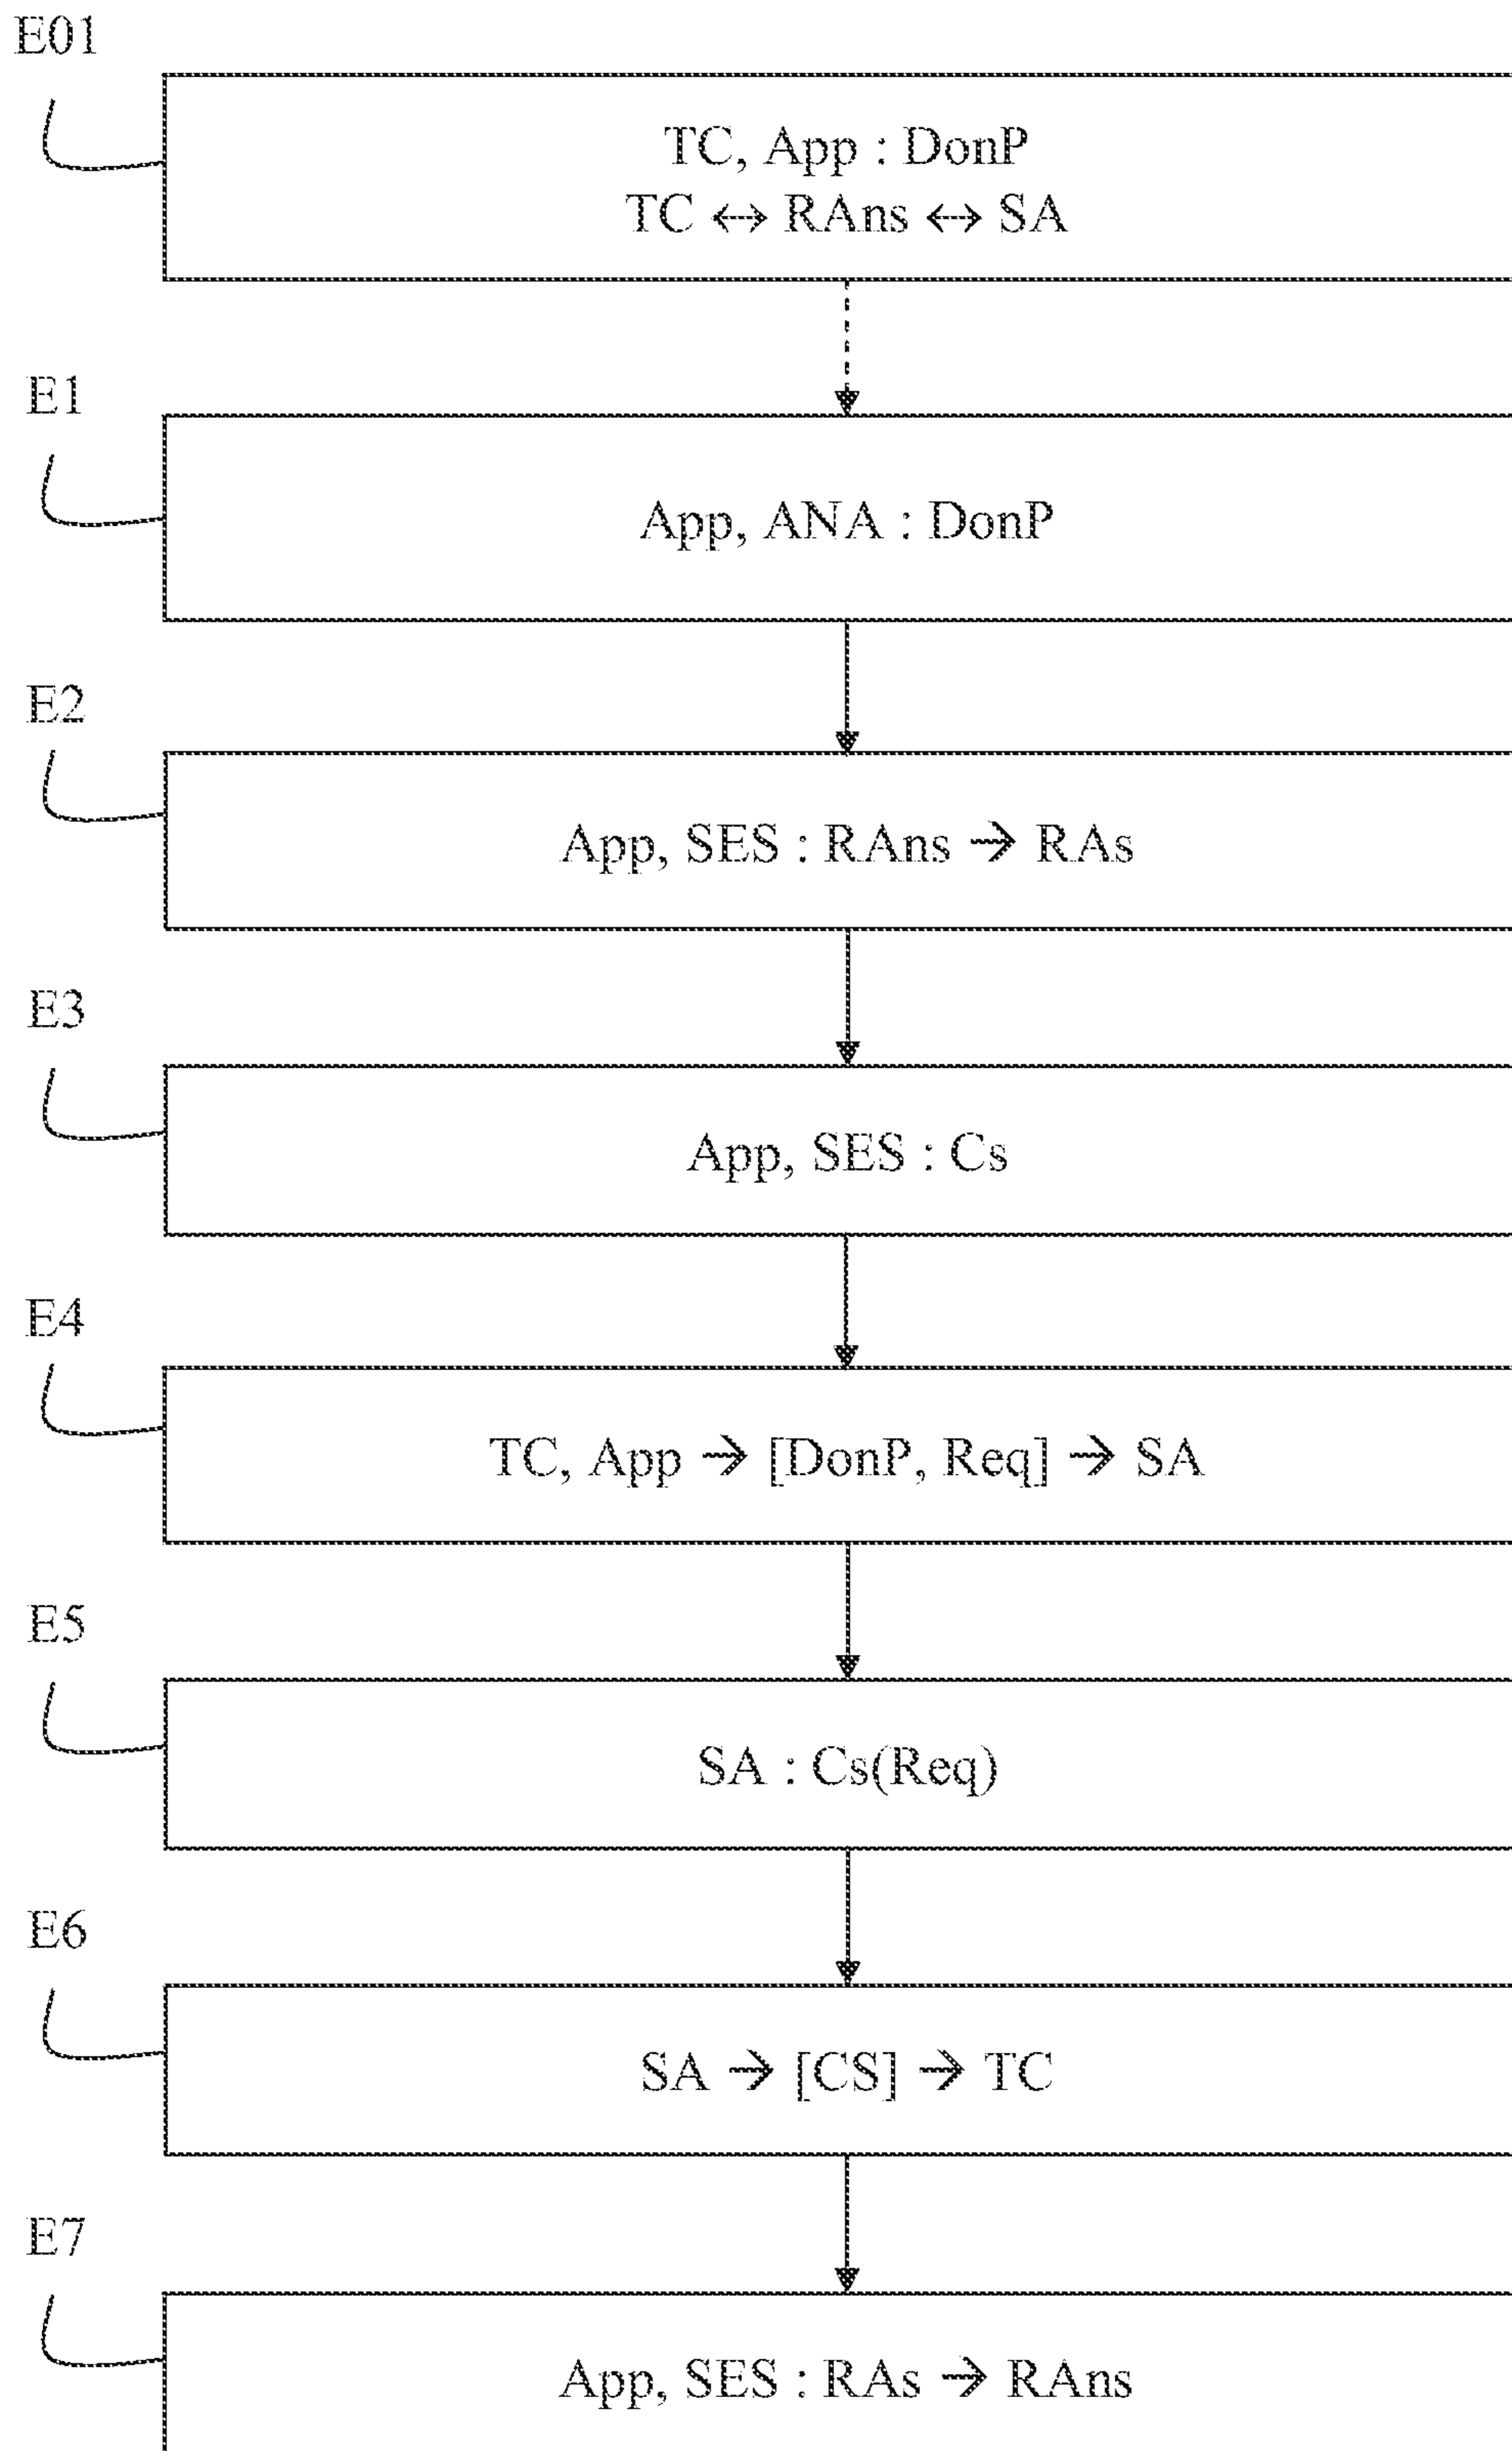 E01
TC, App : DonP
TC ↔ RAns ↔ SA
E1
App, ANA : DonP
E2
App, SES : RAns → RAs
E3
App, SES : Cs
E4
TC, App → [DonP, Req] → SA
E5
SA : Cs(Req)
E6
SA → [CS] → TC
E7
App, SES : RAs → RAns